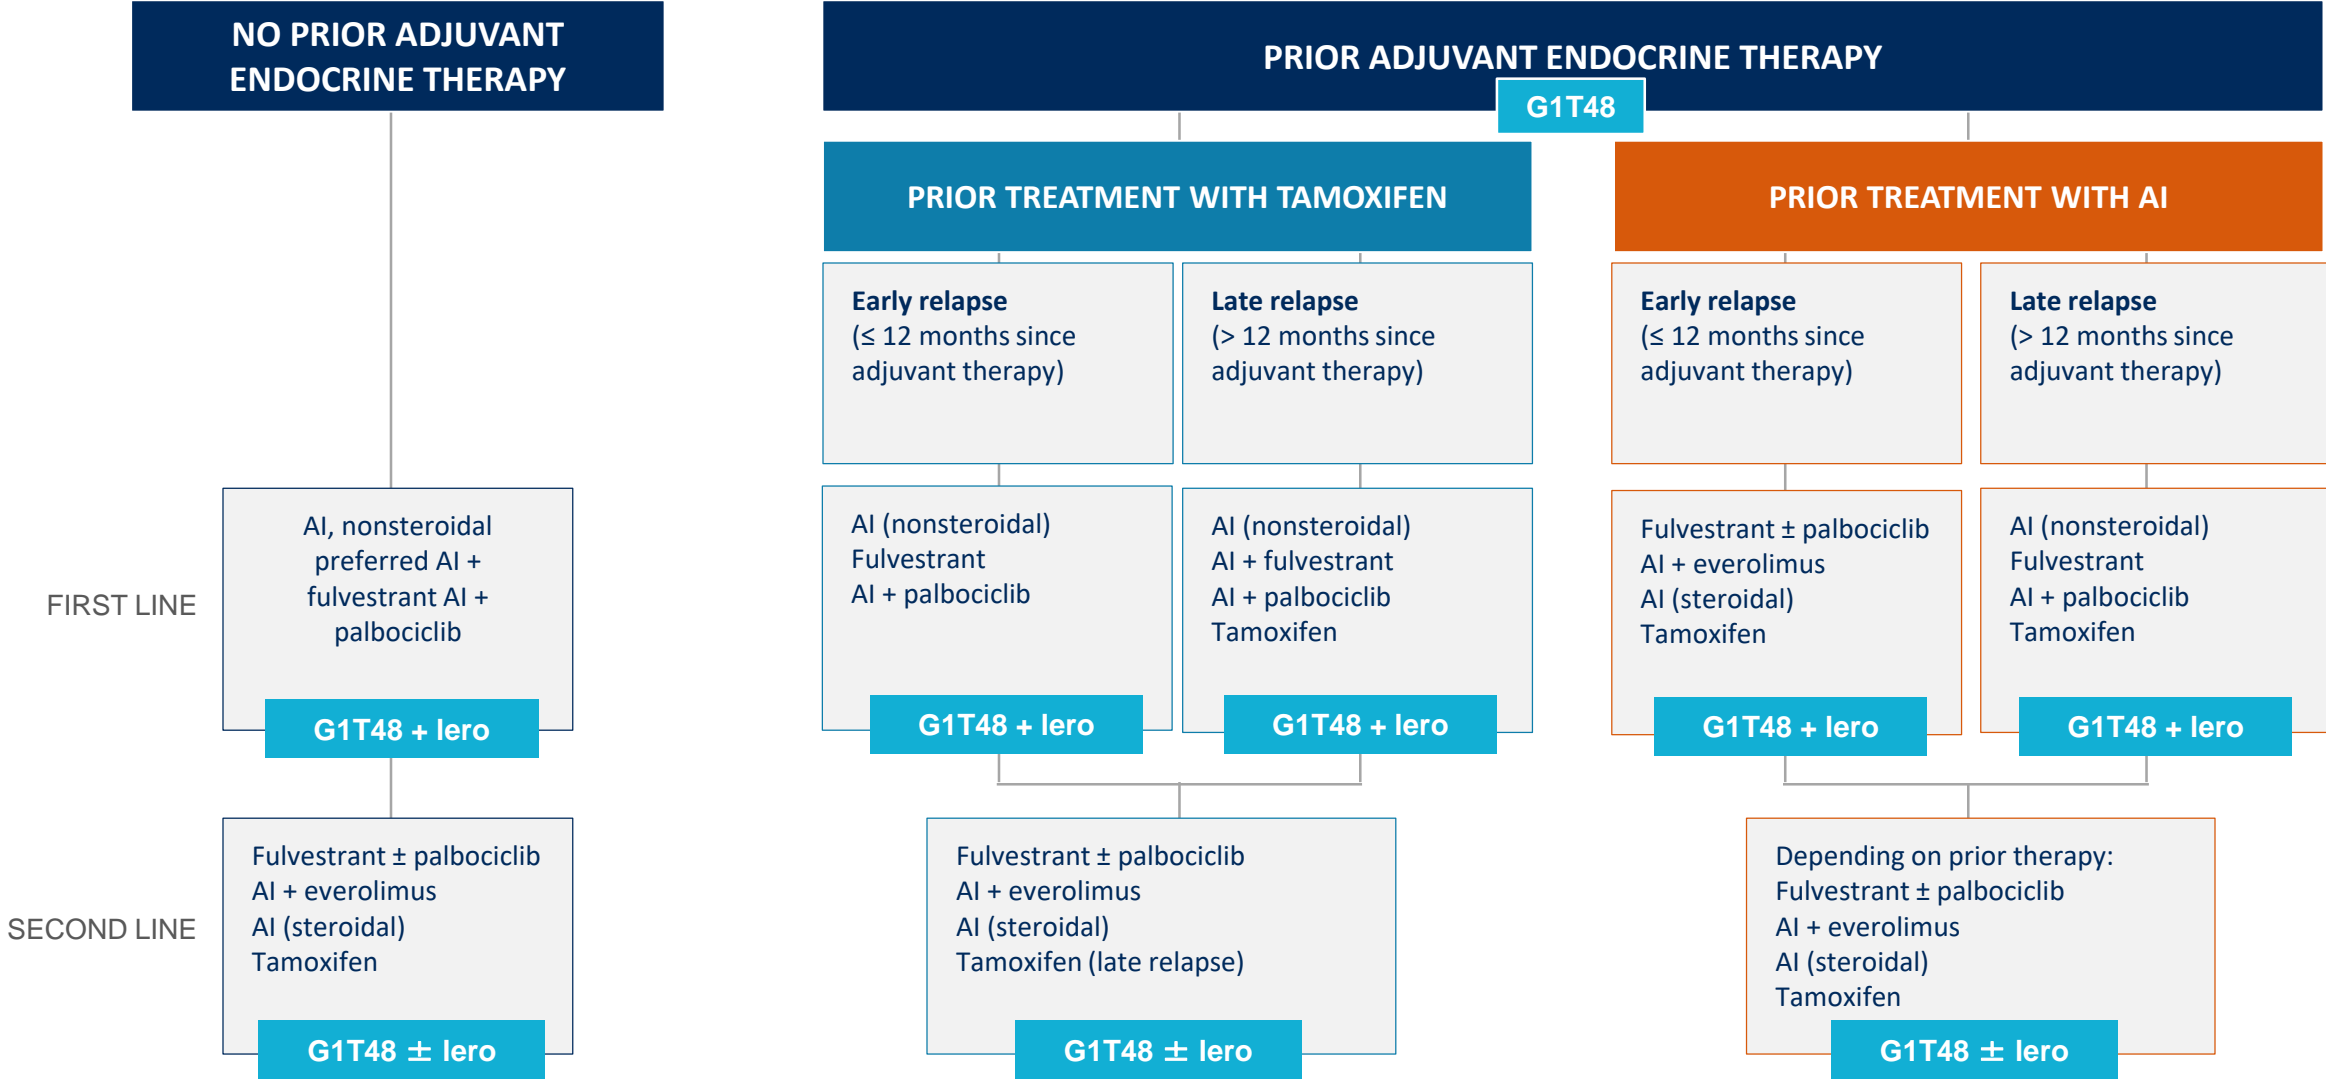 NO PRIOR ADJUVANT
ENDOCRINE THERAPY
PRIOR ADJUVANT ENDOCRINE THERAPY
G1T48
PRIOR TREATMENT WITH TAMOXIFEN
PRIOR TREATMENT WITH AI
Early relapse
(≤ 12 months since
adjuvant therapy)
Late relapse
(> 12 months since
adjuvant therapy)
Early relapse
(≤ 12 months since
adjuvant therapy)
Late relapse
(> 12 months since
adjuvant therapy)
FIRST LINE
AI, nonsteroidal
preferred AI +
fulvestrant AI +
palbociclib
G1T48 + lero
AI (nonsteroidal)
Fulvestrant
AI + palbociclib
G1T48 + lero
AI (nonsteroidal)
AI + fulvestrant
AI + palbociclib
Tamoxifen
G1T48 + lero
Fulvestrant ± palbociclib
AI + everolimus
AI (steroidal)
Tamoxifen
G1T48 + lero
AI (nonsteroidal)
Fulvestrant
AI + palbociclib
Tamoxifen
G1T48 + lero
SECOND LINE
Fulvestrant ± palbociclib
AI + everolimus
AI (steroidal)
Tamoxifen
G1T48 ± lero
Fulvestrant ± palbociclib
AI + everolimus
AI (steroidal)
Tamoxifen (late relapse)
G1T48 ± lero
Depending on prior therapy:
Fulvestrant ± palbociclib
AI + everolimus
AI (steroidal)
Tamoxifen
G1T48 ± lero